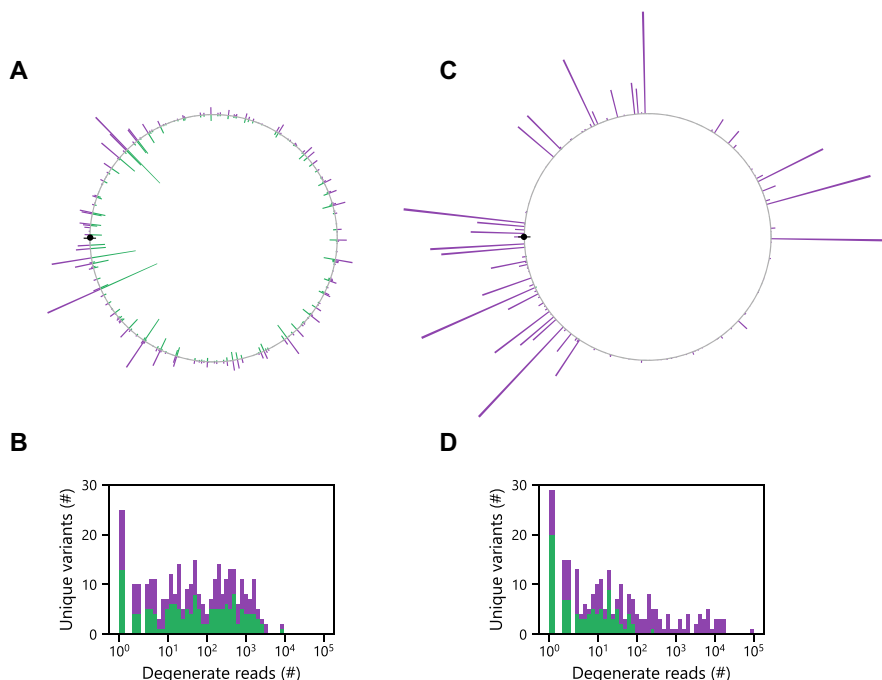 A
C
B
D
30
20
10
0
Unique variants (#)
10⁰
10¹
10²
10³
10⁴
10⁵
Degenerate reads (#)
30
20
10
0
Unique variants (#)
10⁰
10¹
10²
10³
10⁴
10⁵
Degenerate reads (#)